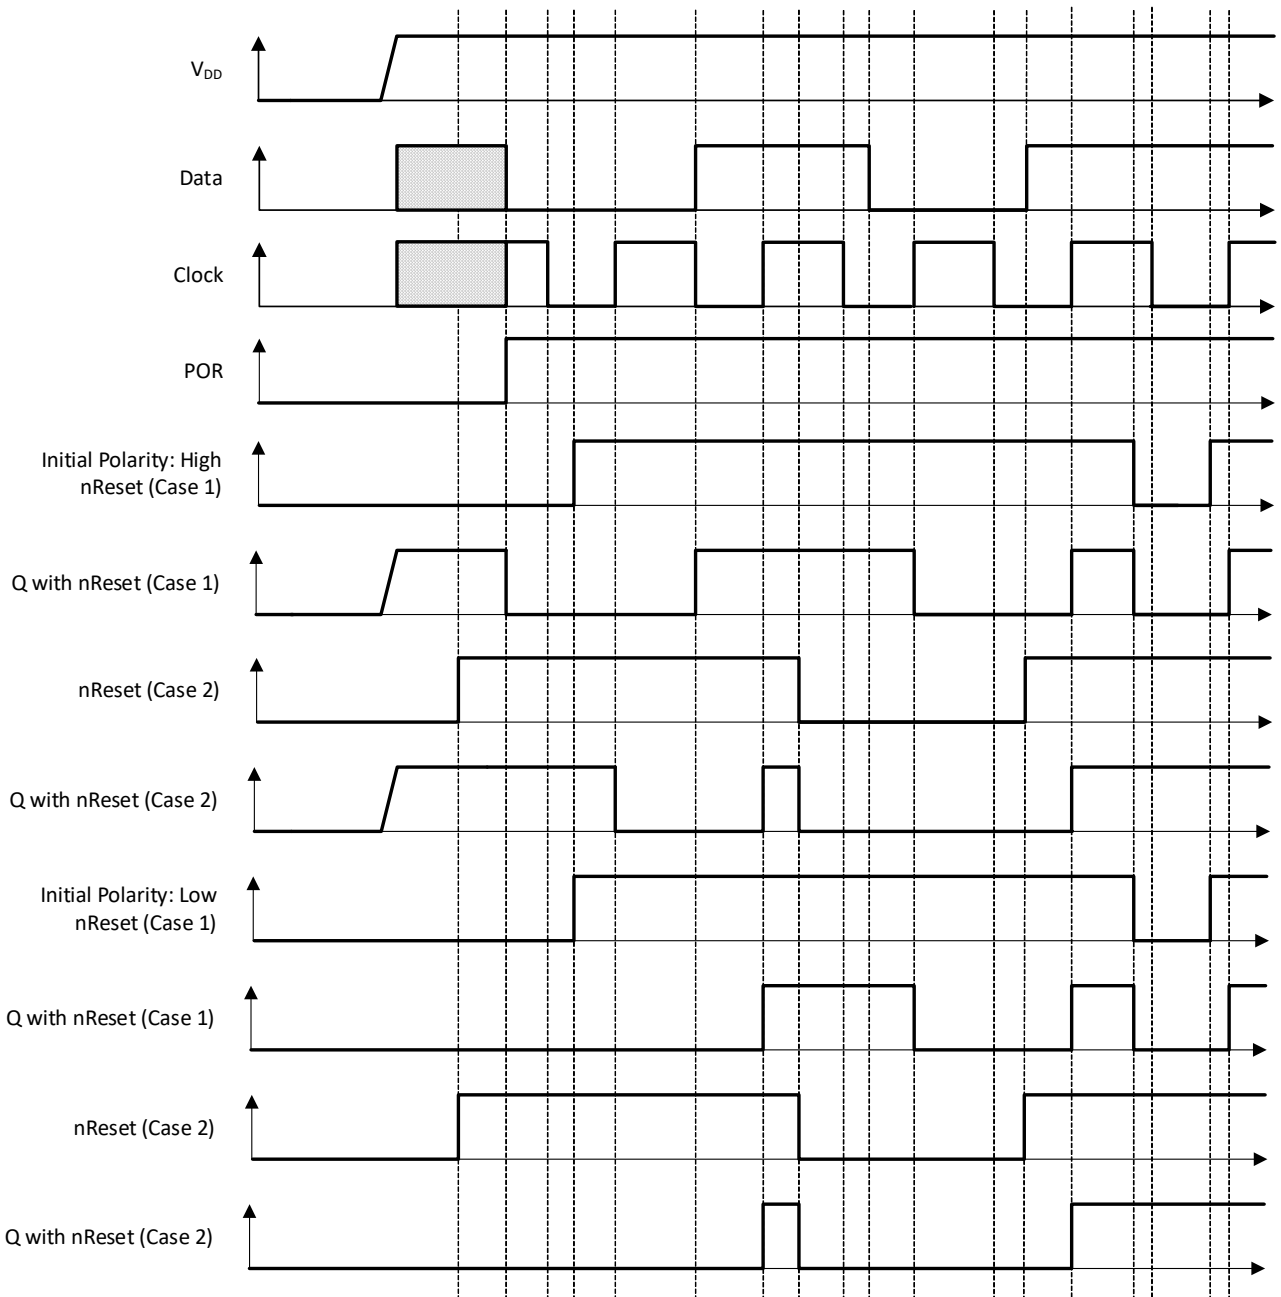 VDD
Data
Clock
POR
Initial Polarity: High
nReset (Case 1)
Q with nReset (Case 1)
nReset (Case 2)
Q with nReset (Case 2)
Initial Polarity: Low
nReset (Case 1)
Q with nReset (Case 1)
nReset (Case 2)
Q with nReset (Case 2)